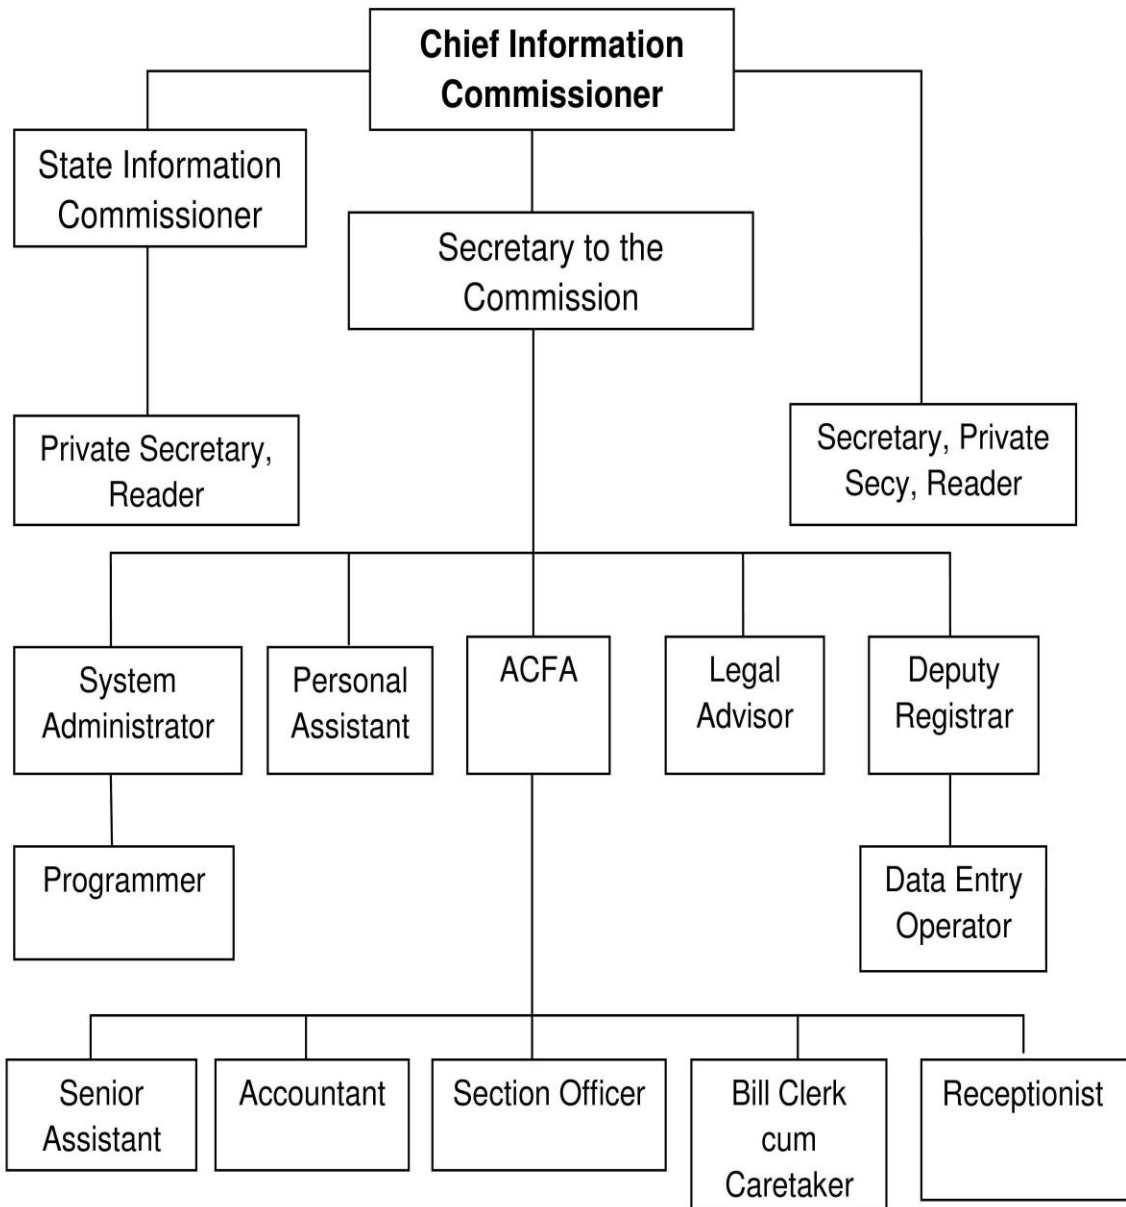 Chief Information
Commissioner
State Information
Commissioner
Secretary to the
Commission
Private Secretary,
Reader
Secretary, Private
Secy, Reader
System
Administrator
Personal
Assistant
ACFA
Legal
Advisor
Deputy
Registrar
Programmer
Data Entry
Operator
Senior
Assistant
Accountant
Section Officer
Bill Clerk
cum
Caretaker
Receptionist